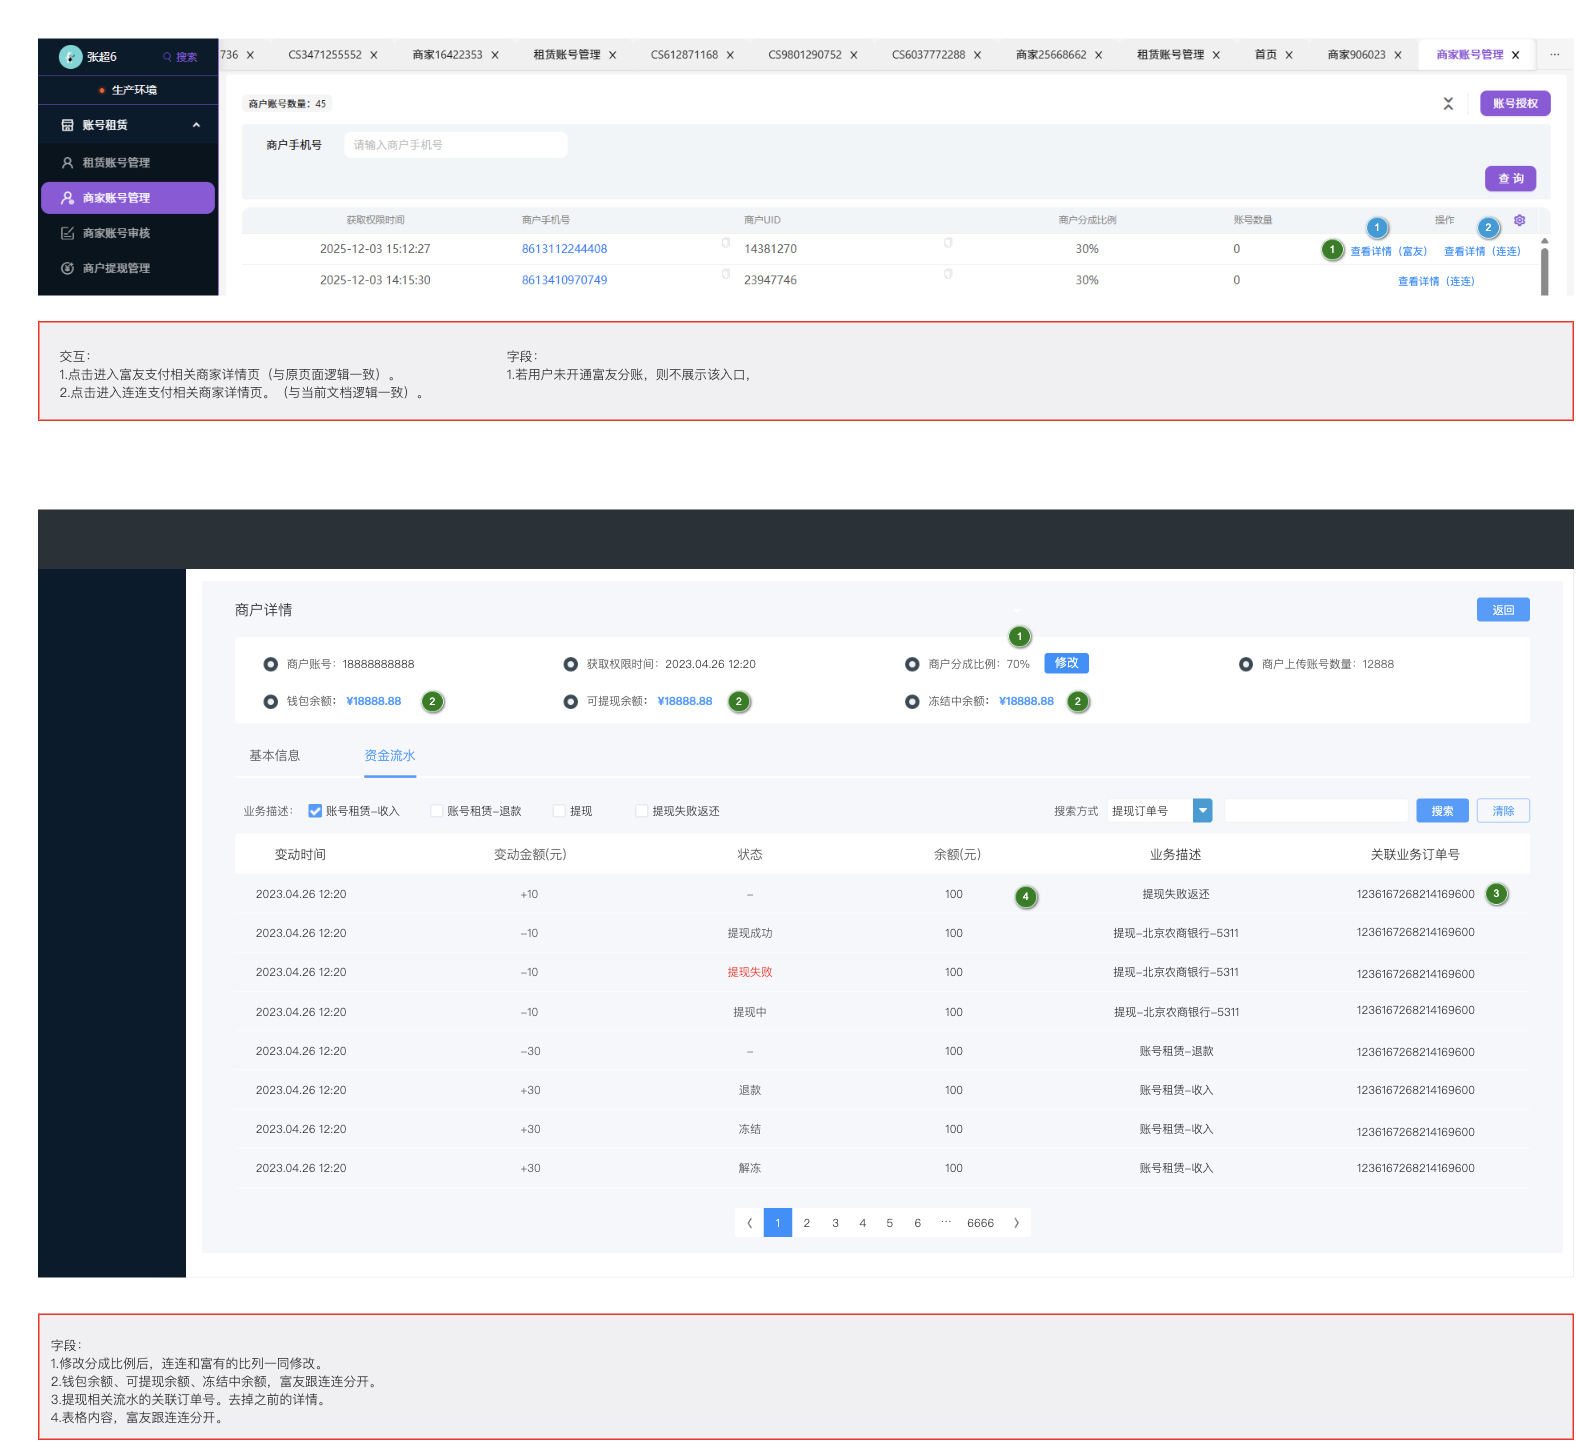 张超6 搜索 736 × CS3471255552 × 商家16422353 × 租赁账号管理 × CS612871168 × CS9801290752 × CS6037772288 × 商家25668662 × 租赁账号管理 × 首页 × 商家906023 × 商家账号管理 × ...
生产环境
商户账号数量：45 账号授权
账号租赁
商户手机号 请输入商户手机号
租赁账号管理
查 询
商家账号管理
获取权限时间 商户手机号 商户UID 商户分成比例 账号数量 操作
1 2
商家账号审核
2025-12-03 15:12:27 8613112244408 14381270 30% 0 1 查看详情（富友） 查看详情（连连）
商户提现管理
2025-12-03 14:15:30 8613410970749 23947746 30% 0 查看详情（连连）
交互：
1.点击进入富友支付相关商家详情页（与原页面逻辑一致）。
2.点击进入连连支付相关商家详情页。（与当前文档逻辑一致）。
字段：
1.若用户未开通富友分账，则不展示该入口，
商户详情 返回
1
商户账号：18888888888 获取权限时间：2023.04.26 12:20 商户分成比例：70% 修改 商户上传账号数量：12888
钱包余额：¥18888.88 2 可提现余额：¥18888.88 2 冻结中余额：¥18888.88 2
基本信息 资金流水
业务描述： 账号租赁-收入 账号租赁-退款 提现 提现失败返还 搜索方式 提现订单号 搜索 清除
变动时间 变动金额(元) 状态 余额(元) 业务描述 关联业务订单号
2023.04.26 12:20 +10 - 100 4 提现失败返还 1236167268214169600 3
2023.04.26 12:20 -10 提现成功 100 提现-北京农商银行-5311 1236167268214169600
2023.04.26 12:20 -10 提现失败 100 提现-北京农商银行-5311 1236167268214169600
2023.04.26 12:20 -10 提现中 100 提现-北京农商银行-5311 1236167268214169600
2023.04.26 12:20 -30 - 100 账号租赁-退款 1236167268214169600
2023.04.26 12:20 +30 退款 100 账号租赁-收入 1236167268214169600
2023.04.26 12:20 +30 冻结 100 账号租赁-收入 1236167268214169600
2023.04.26 12:20 +30 解冻 100 账号租赁-收入 1236167268214169600
1 2 3 4 5 6 ... 6666
字段：
1.修改分成比例后，连连和富有的比列一同修改。
2.钱包余额、可提现余额、冻结中余额，富友跟连连分开。
3.提现相关流水的关联订单号。去掉之前的详情。
4.表格内容，富友跟连连分开。